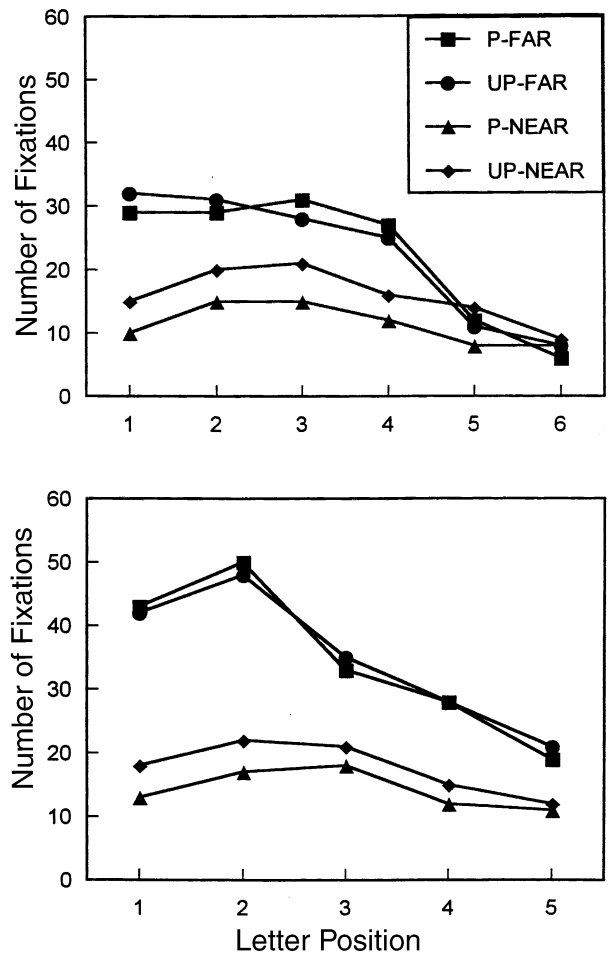 60
50
40
30
20
10
0
Number of Fixations
P-FAR
UP-FAR
P-NEAR
UP-NEAR
1 2 3 4 5 6
60
50
40
30
20
10
0
Number of Fixations
1 2 3 4 5
Letter Position